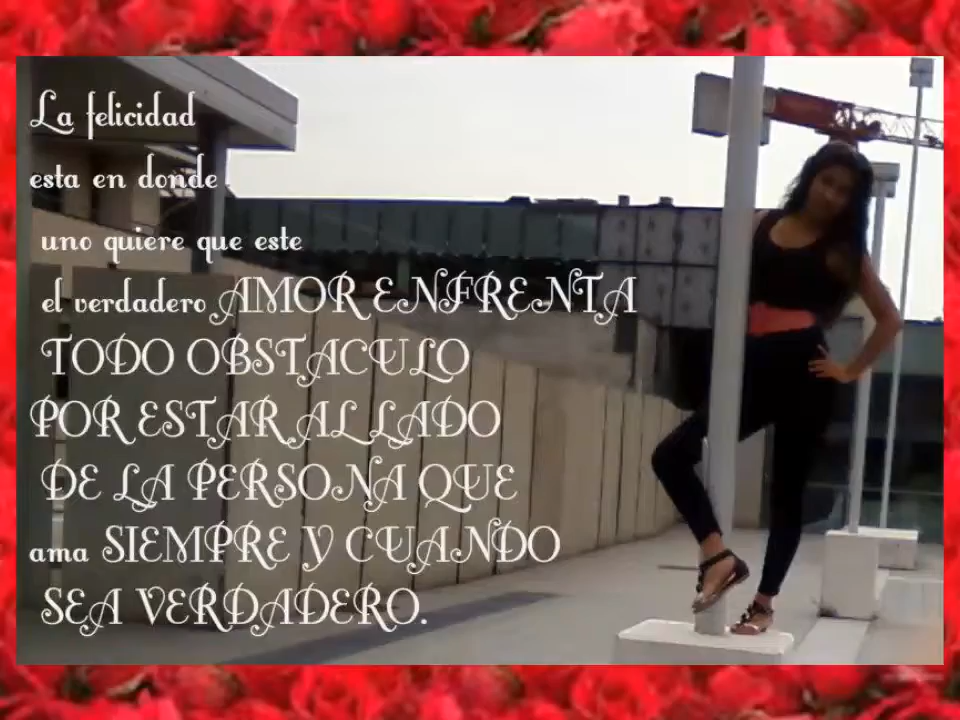 La felicidad
esta en donde
uno quiere que este
el verdadero AMOR ENFRENTA
TODO OBSTACULO
POR ESTAR AL LADO
DE LA PERSONA QUE
ama SIEMPRE Y CUANDO
SEA VERDADERO.